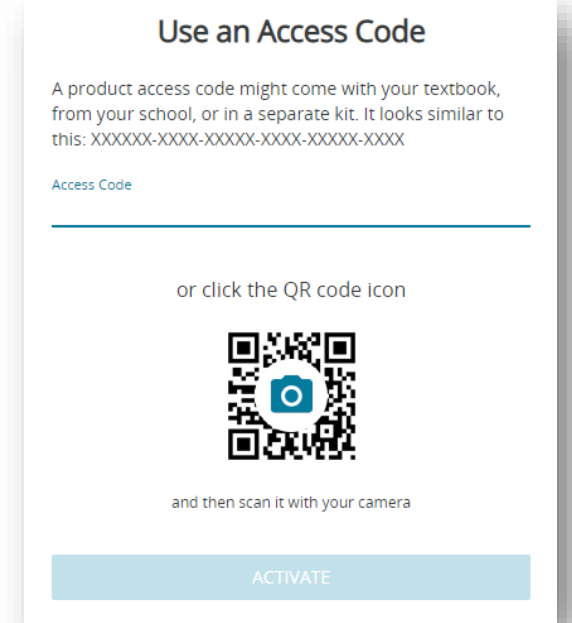 Use an Access Code
A product access code might come with your textbook,
from your school, or in a separate kit. It looks similar to
this: XXXXXX-XXXX-XXXXX-XXXX-XXXXX-XXXX
Access Code
or click the QR code icon
and then scan it with your camera
ACTIVATE